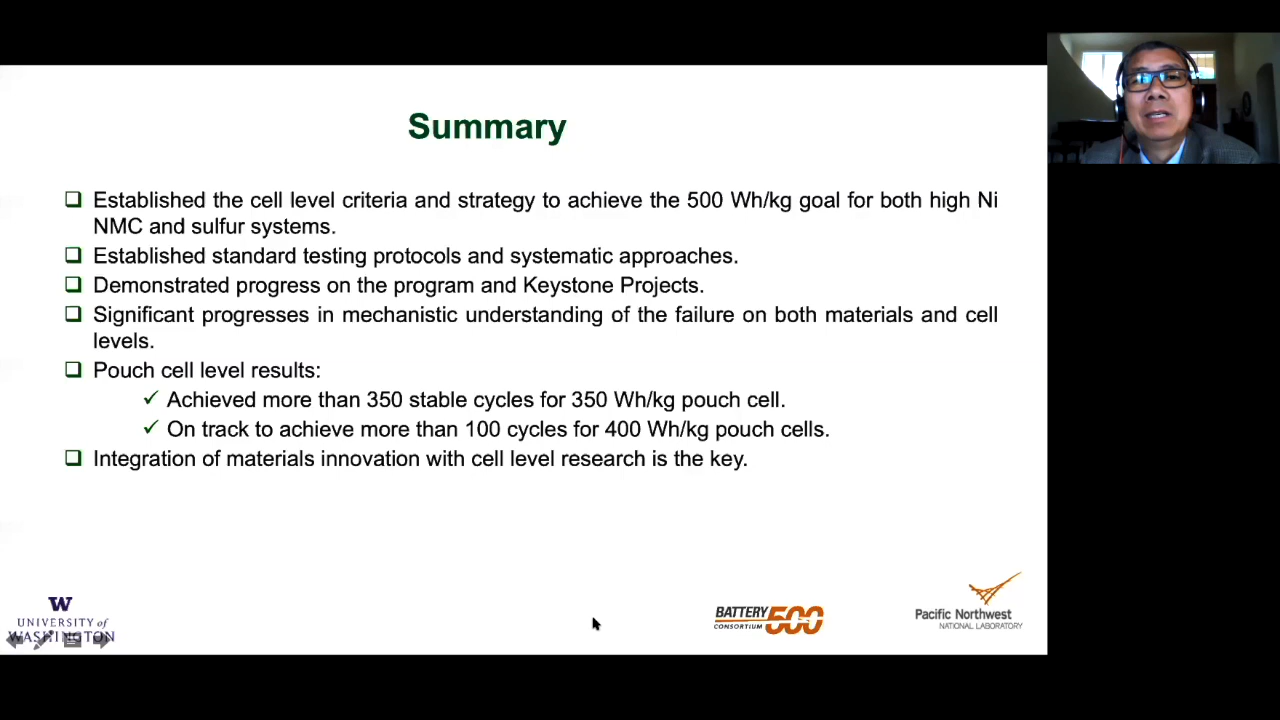 Summary
Established the cell level criteria and strategy to achieve the 500 Wh/kg goal for both high Ni
NMC and sulfur systems.
Established standard testing protocols and systematic approaches.
Demonstrated progress on the program and Keystone Projects.
Significant progresses in mechanistic understanding of the failure on both materials and cell
levels.
Pouch cell level results:
Achieved more than 350 stable cycles for 350 Wh/kg pouch cell.
On track to achieve more than 100 cycles for 400 Wh/kg pouch cells.
Integration of materials innovation with cell level research is the key.
W
UNIVERSITY of
WASHINGTON
BATTERY
CONSORTIUM 500
Pacific Northwest
NATIONAL LABORATORY